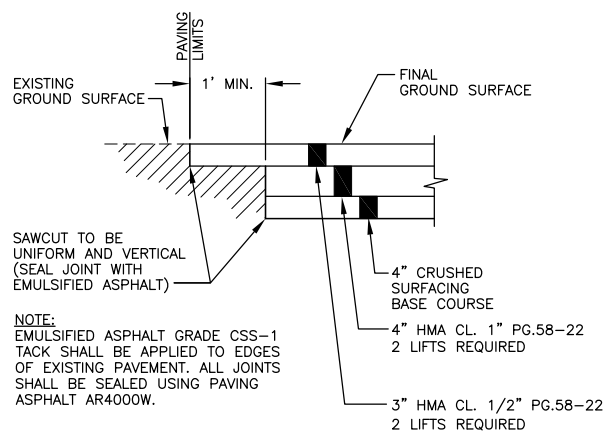 PAVING
LIMITS
EXISTING
GROUND SURFACE
1' MIN.
FINAL
GROUND SURFACE
SAWCUT TO BE
UNIFORM AND VERTICAL
(SEAL JOINT WITH
EMULSIFIED ASPHALT)
4" CRUSHED
SURFACING
BASE COURSE
4" HMA CL. 1" PG.58-22
2 LIFTS REQUIRED
3" HMA CL. 1/2" PG.58-22
2 LIFTS REQUIRED
NOTE:
EMULSIFIED ASPHALT GRADE CSS-1
TACK SHALL BE APPLIED TO EDGES
OF EXISTING PAVEMENT. ALL JOINTS
SHALL BE SEALED USING PAVING
ASPHALT AR4000W.